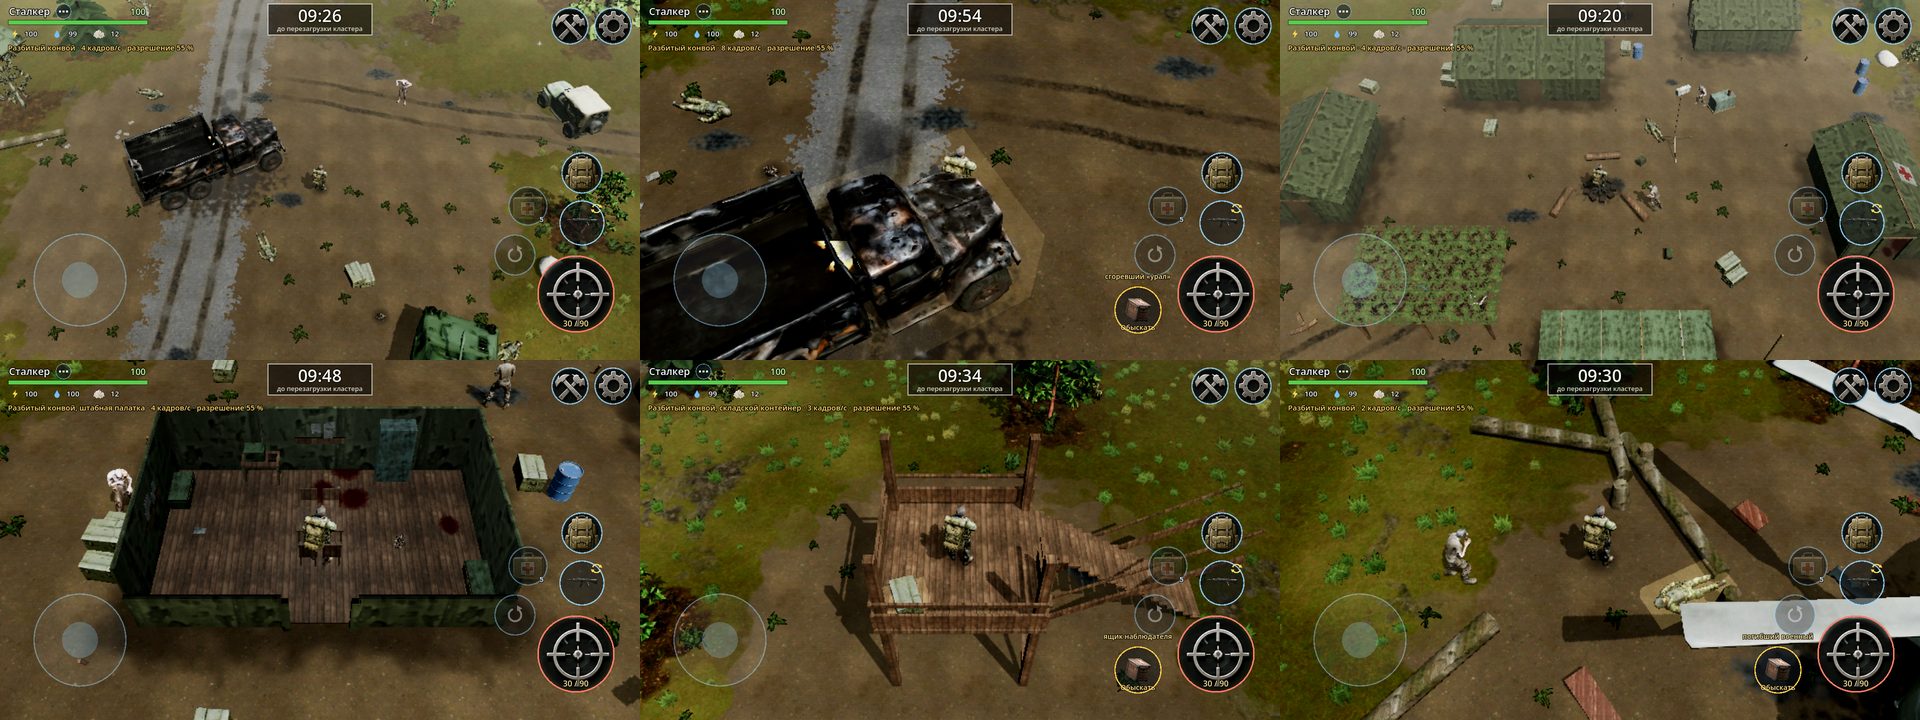 Сталкер
100
09:26
до перезагрузки кластера
100 99 12
Разбитый конвой 4 кадров/с разрешение 55 %
5
30 / 90
Сталкер
100
09:54
до перезагрузки кластера
100 100 12
Разбитый конвой 8 кадров/с разрешение 55 %
5
сгоревший «урал»
Обыскать
30 / 90
Сталкер
100
09:20
до перезагрузки кластера
100 99 12
Разбитый конвой 4 кадров/с разрешение 55 %
5
30 / 90
Сталкер
100
09:48
до перезагрузки кластера
100 100 12
Разбитый конвой, штабная палатка 4 кадров/с разрешение 55 %
5
30 / 90
Сталкер
100
09:34
до перезагрузки кластера
100 99 12
Разбитый конвой, складской контейнер 3 кадров/с разрешение 55 %
5
ящик наблюдателя
Обыскать
30 / 90
Сталкер
100
09:30
до перезагрузки кластера
100 99 12
Разбитый конвой 2 кадров/с разрешение 55 %
5
погибший военный
Обыскать
30 / 90